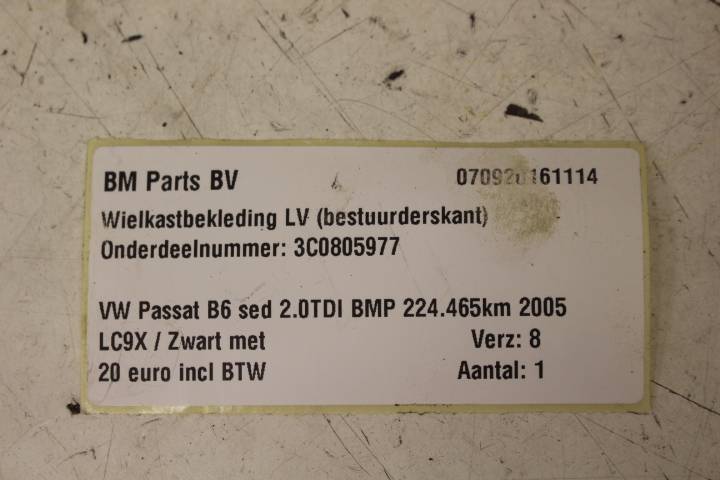 BM Parts BV 070920161114
Wielkastbekleding LV (bestuurderskant)
Onderdeelnummer: 3C0805977
VW Passat B6 sed 2.0TDI BMP 224.465km 2005
LC9X / Zwart met Verz: 8
20 euro incl BTW Aantal: 1